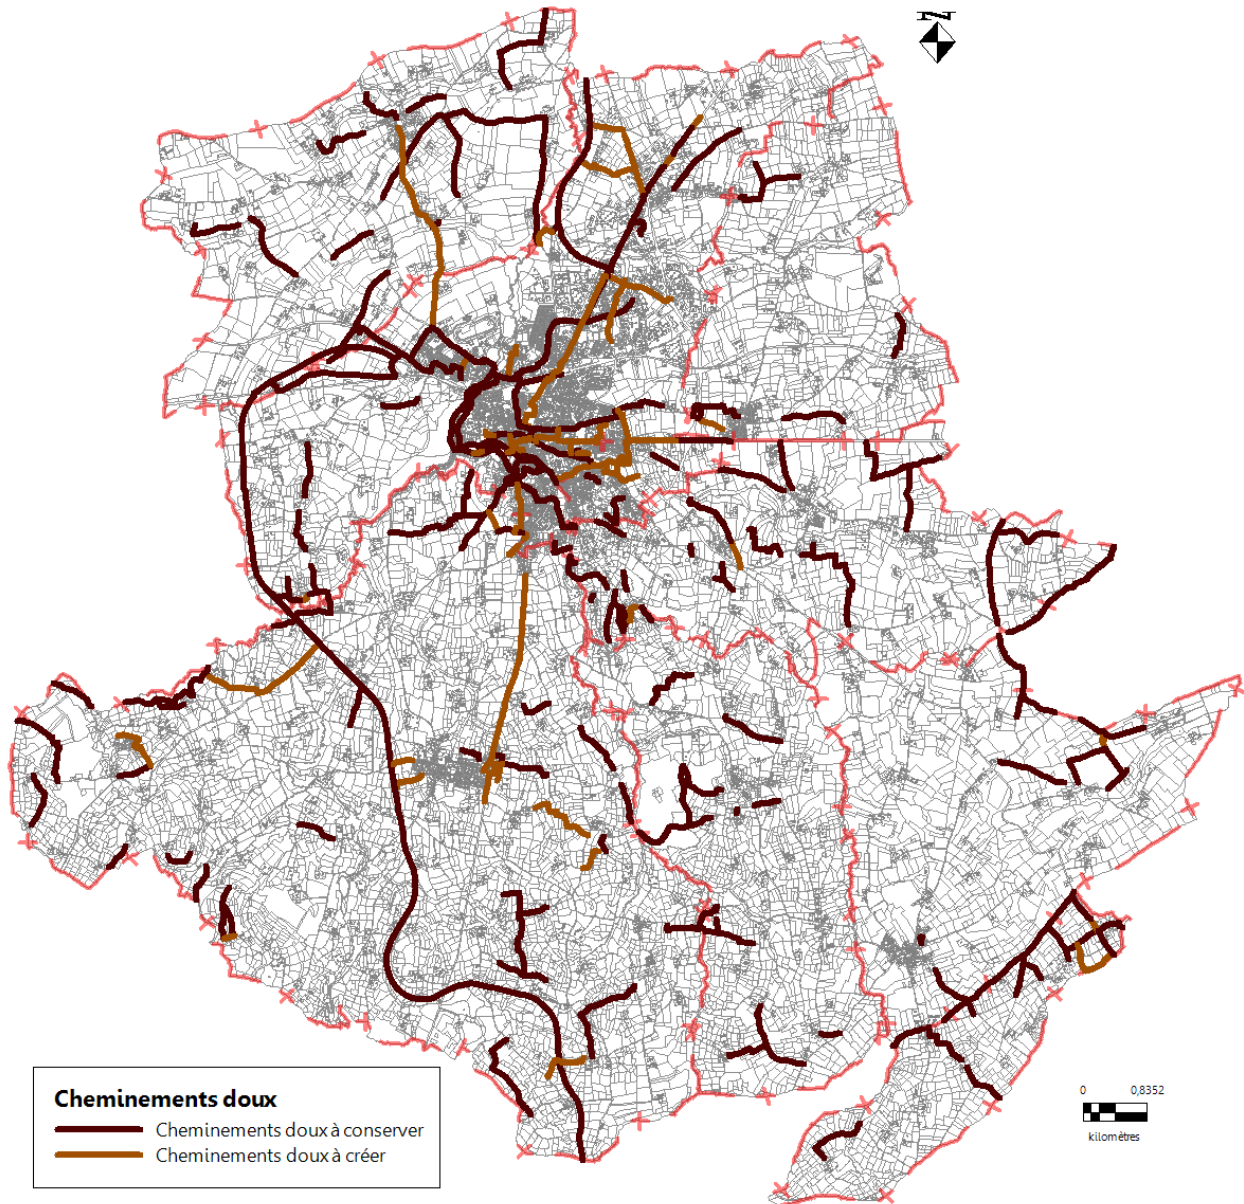 N
Cheminements doux
Cheminements doux à conserver
Cheminements doux à créer
0 0,8352
kilomètres